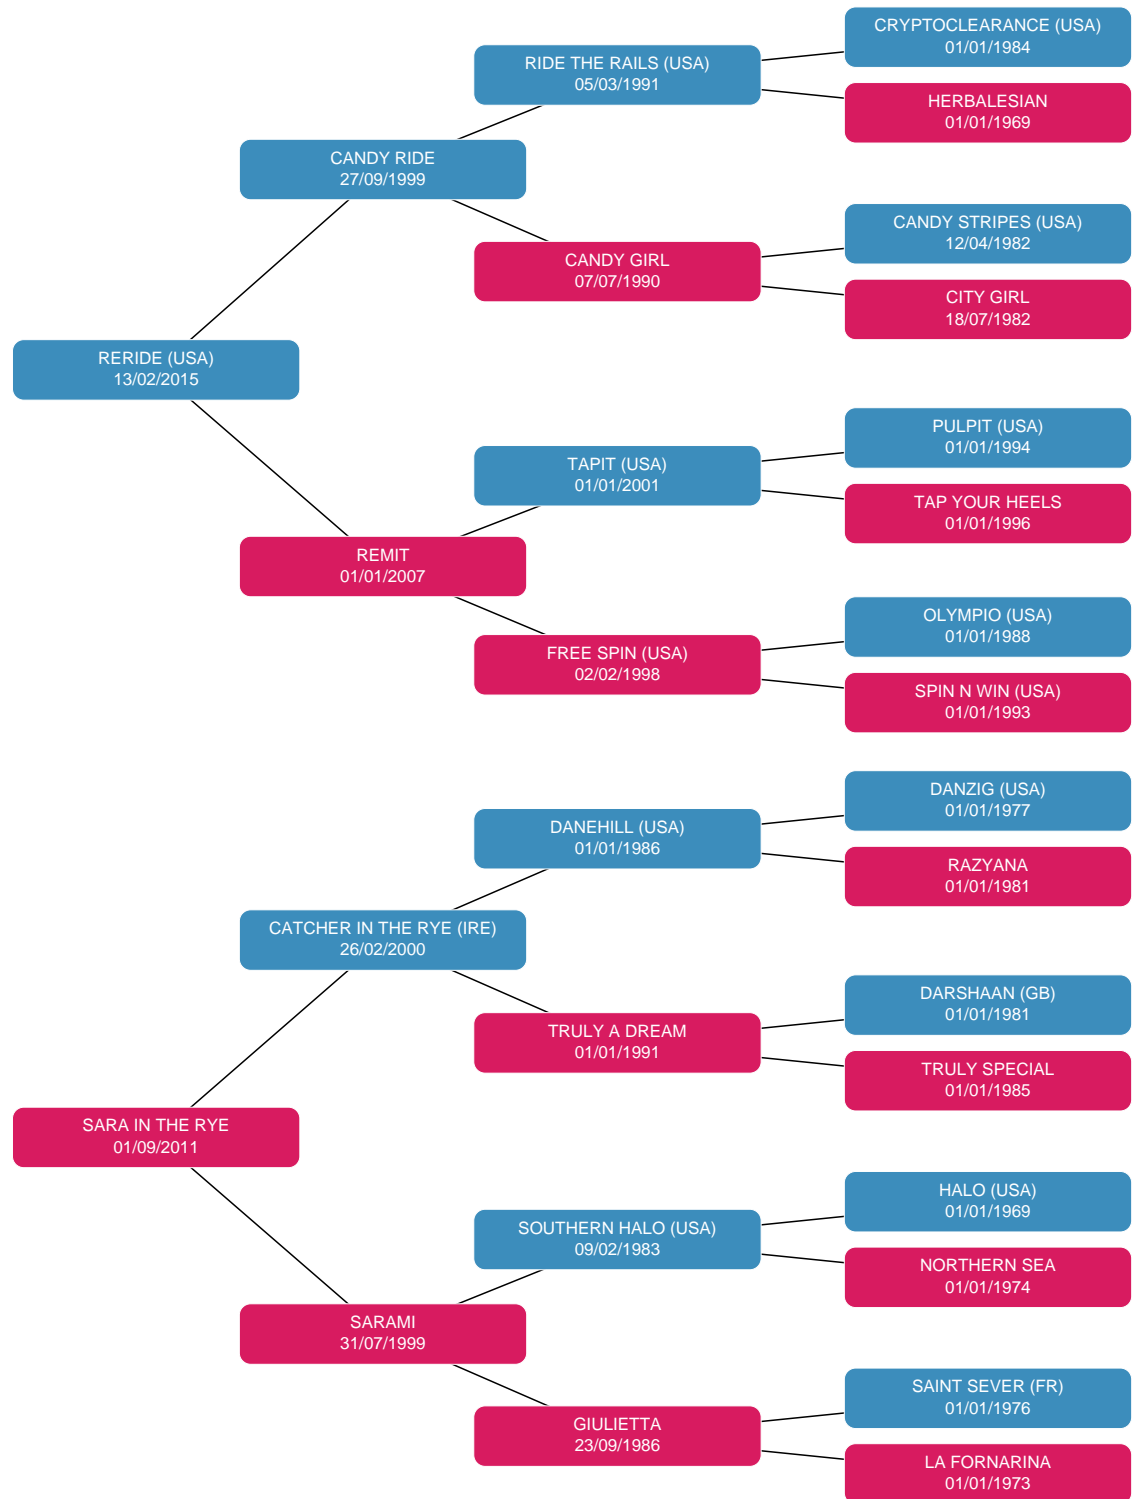 CRYPTOCLEARANCE (USA)
01/01/1984
RIDE THE RAILS (USA)
05/03/1991
HERBALESIAN
01/01/1969
CANDY RIDE
27/09/1999
CANDY STRIPES (USA)
12/04/1982
CANDY GIRL
07/07/1990
CITY GIRL
18/07/1982
RERIDE (USA)
13/02/2015
PULPIT (USA)
01/01/1994
TAPIT (USA)
01/01/2001
TAP YOUR HEELS
01/01/1996
REMIT
01/01/2007
OLYMPIO (USA)
01/01/1988
FREE SPIN (USA)
02/02/1998
SPIN N WIN (USA)
01/01/1993
DANZIG (USA)
01/01/1977
DANEHILL (USA)
01/01/1986
RAZYANA
01/01/1981
CATCHER IN THE RYE (IRE)
26/02/2000
DARSHAAN (GB)
01/01/1981
TRULY A DREAM
01/01/1991
TRULY SPECIAL
01/01/1985
SARA IN THE RYE
01/09/2011
HALO (USA)
01/01/1969
SOUTHERN HALO (USA)
09/02/1983
NORTHERN SEA
01/01/1974
SARAMI
31/07/1999
SAINT SEVER (FR)
01/01/1976
GIULIETTA
23/09/1986
LA FORNARINA
01/01/1973